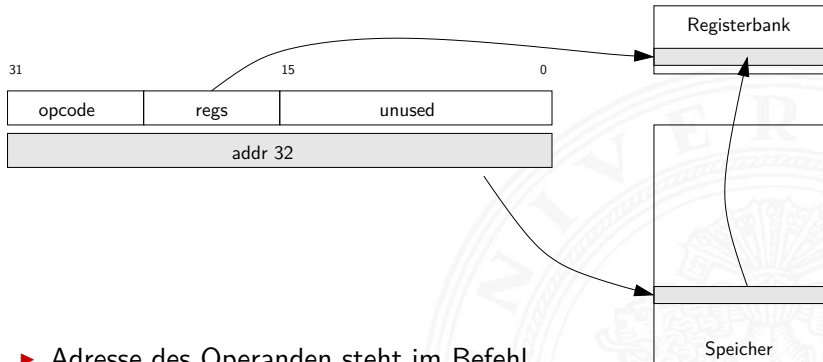 Registerbank
31 15 0
opcode regs unused
addr 32
Speicher
▶ Adresse des Operanden steht im Befehl